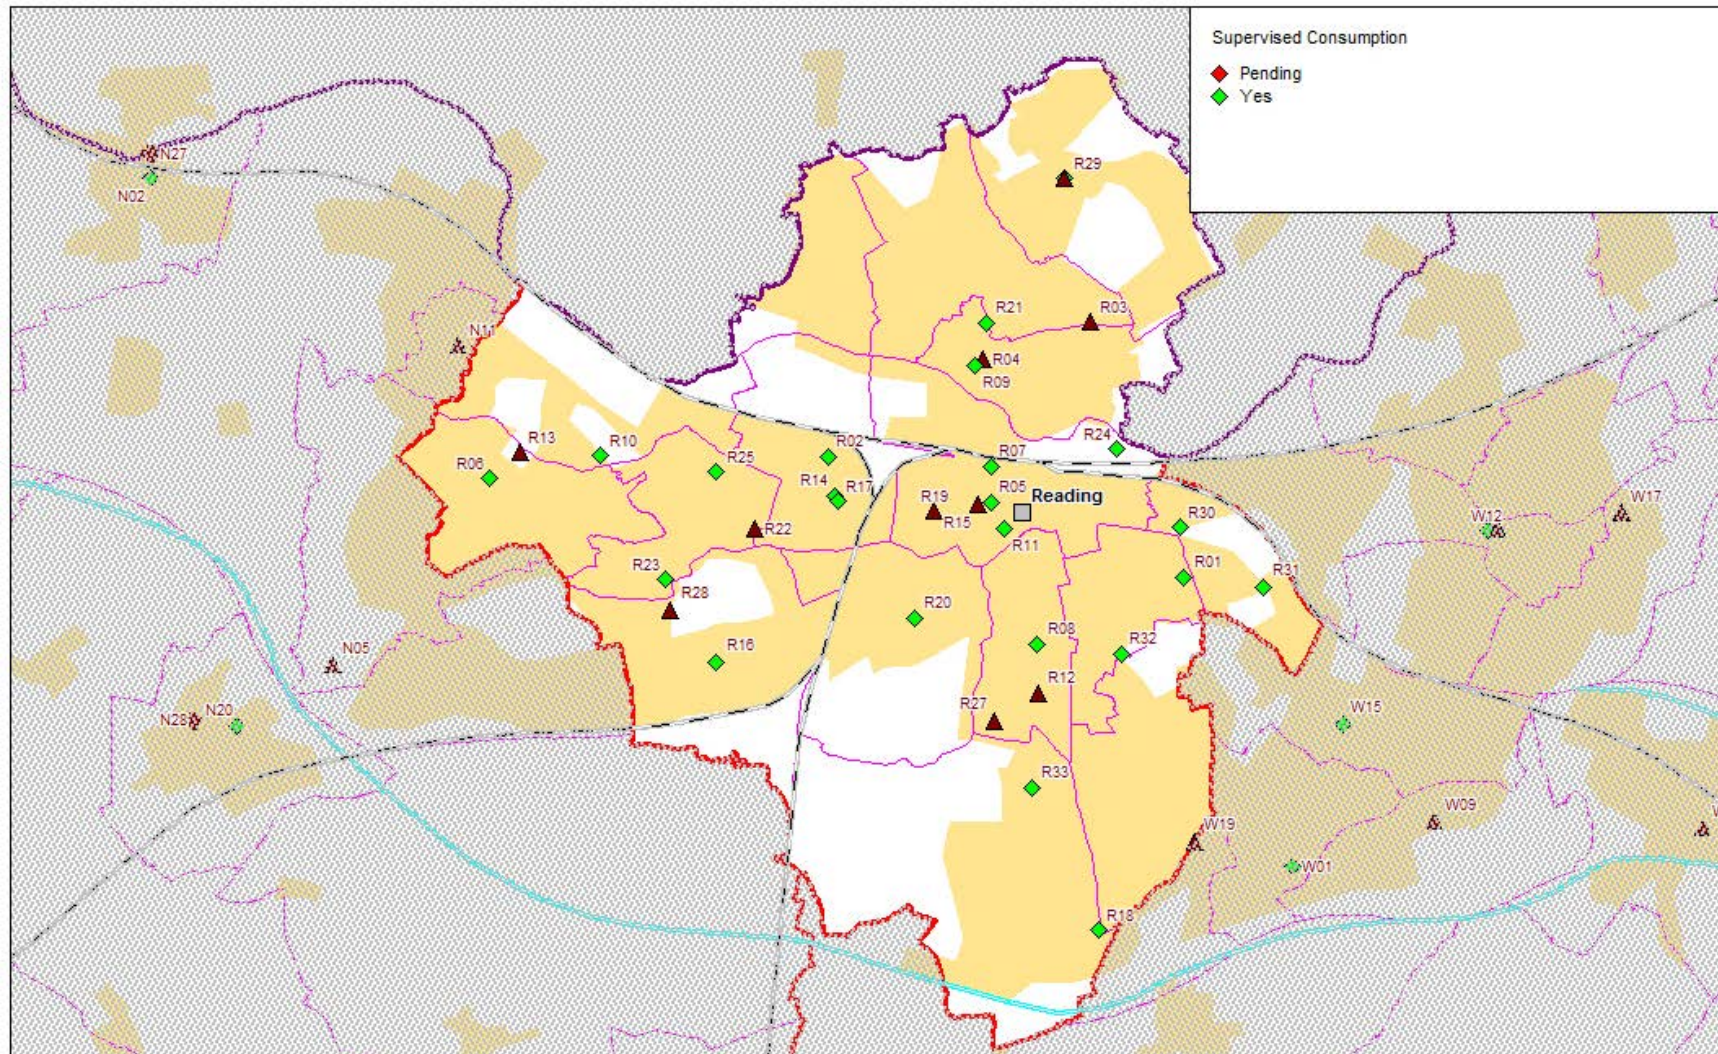 Supervised Consumption
Pending
Yes
N27
R29
N02
R21
R03
N11
R04
R09
R13
R10
R02
R24
R07
R06
R25
R14
R17
R19
R05
Reading
W17
R15
R30
W12
R22
R11
R23
R01
R31
R28
R20
R08
R32
N05
R16
R12
N28
N20
R27
W15
R33
W09
W19
W
W01
R18